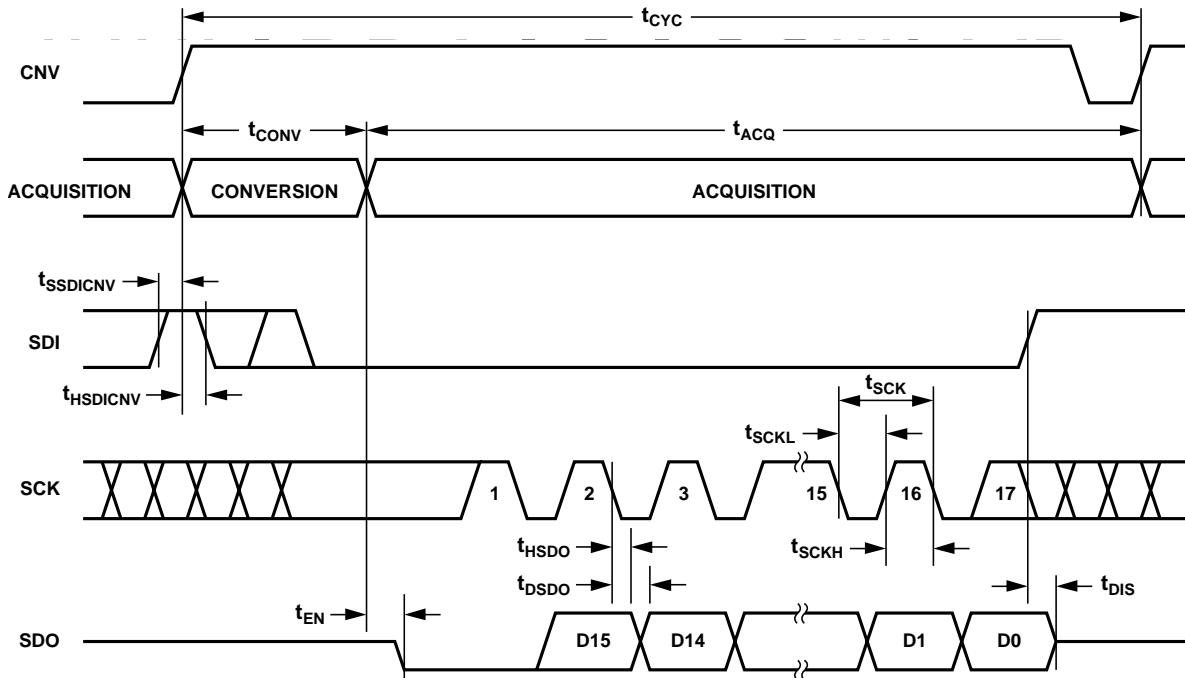 tCYC
CNV
tCONV
tACQ
ACQUISITION
CONVERSION
ACQUISITION
tSSDICNV
SDI
tHSDICNV
tSCK
tSCKL
SCK
1
2
3
15
16
17
tHSDO
tSCKH
tDSDO
tDIS
tEN
SDO
D15
D14
D1
D0